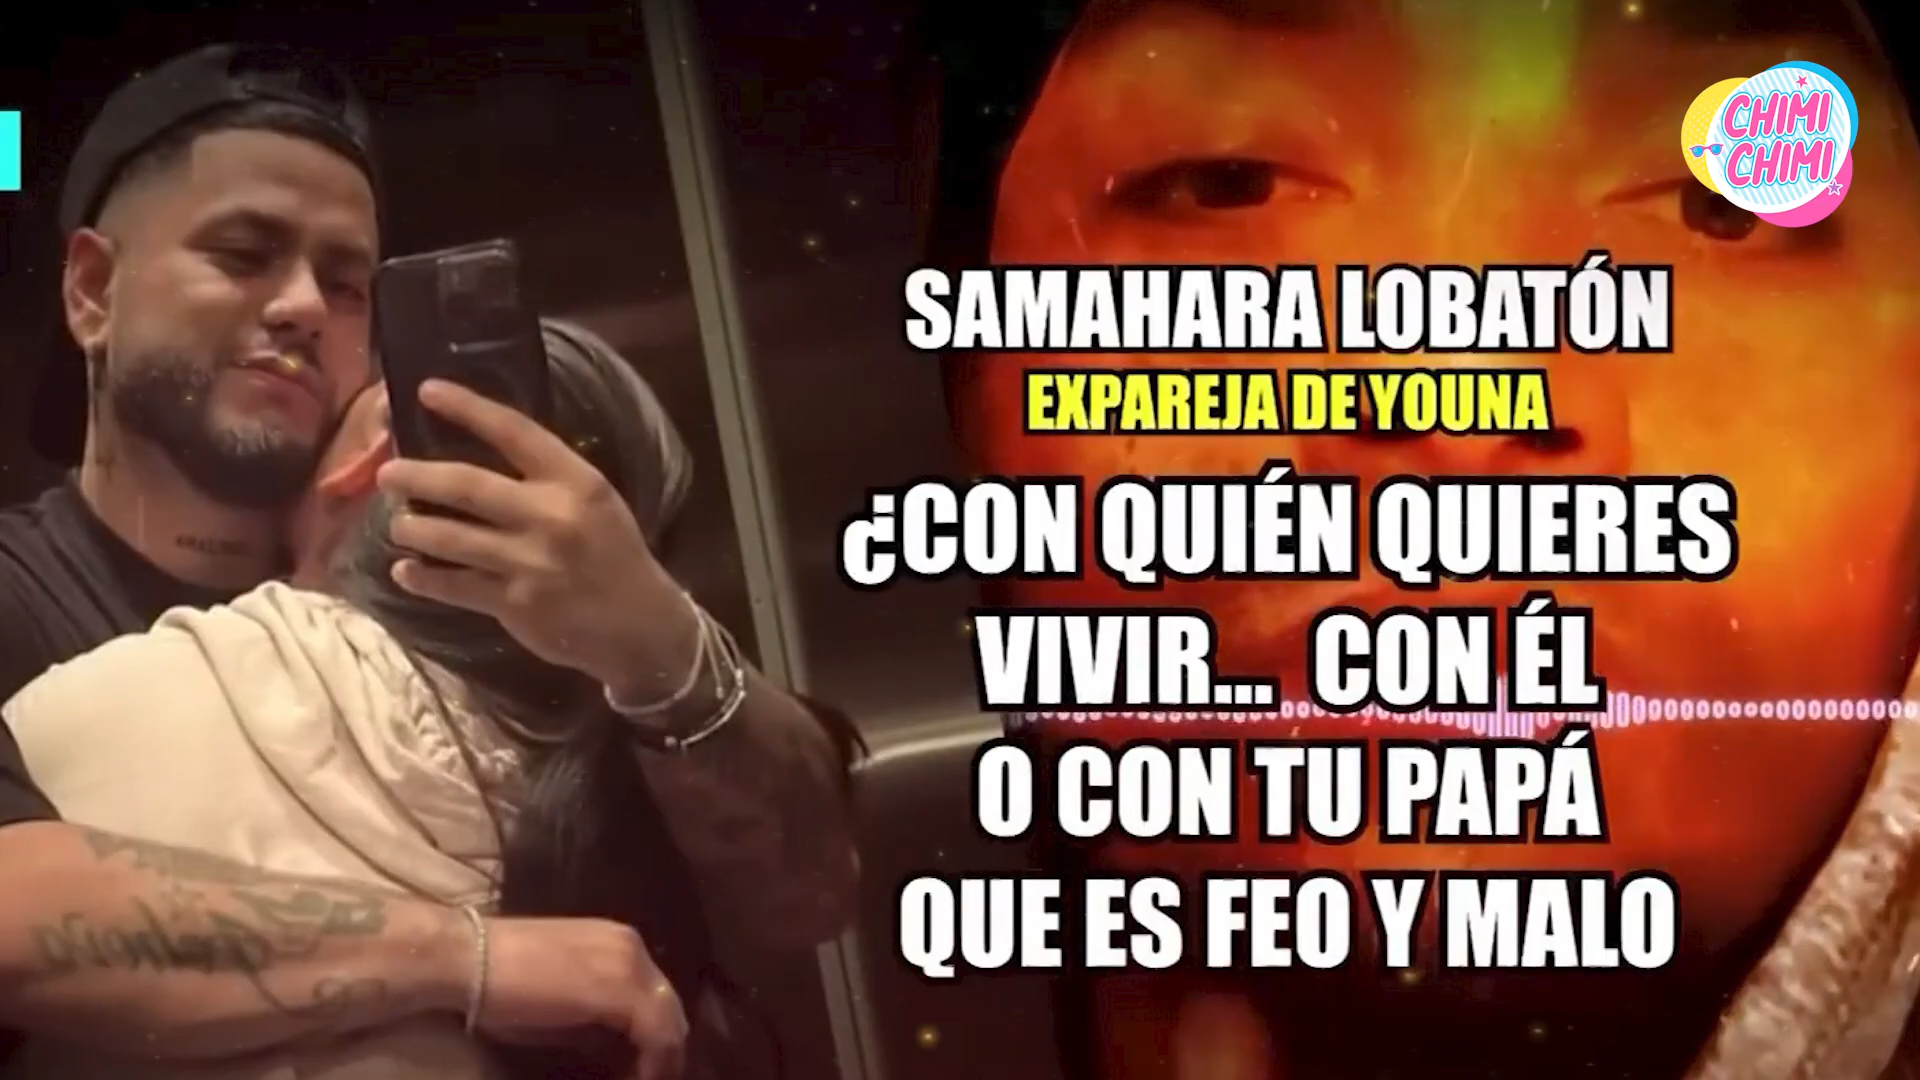 CHIMI
CHIMI
SAMAHARA LOBATÓN
EXPAREJA DE YOUNA
¿CON QUIÉN QUIERES
VIVIR... CON ÉL
O CON TU PAPÁ
QUE ES FEO Y MALO